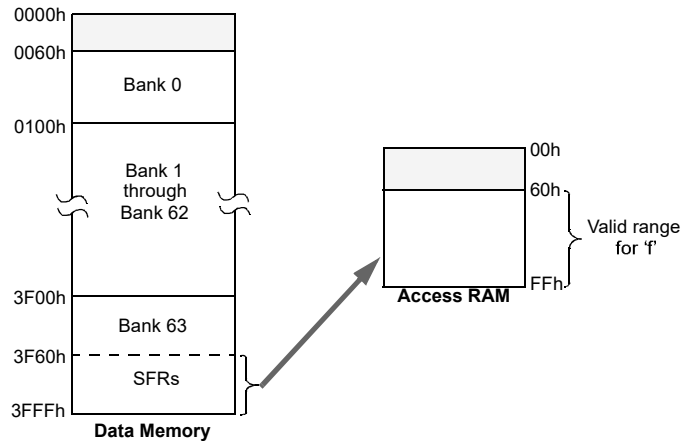 0000h
0060h
Bank 0
0100h
Bank 1
through
Bank 62
3F00h
Bank 63
3F60h
SFRs
3FFFh
Data Memory
00h
60h
Valid range
for ‘f’
FFh
Access RAM